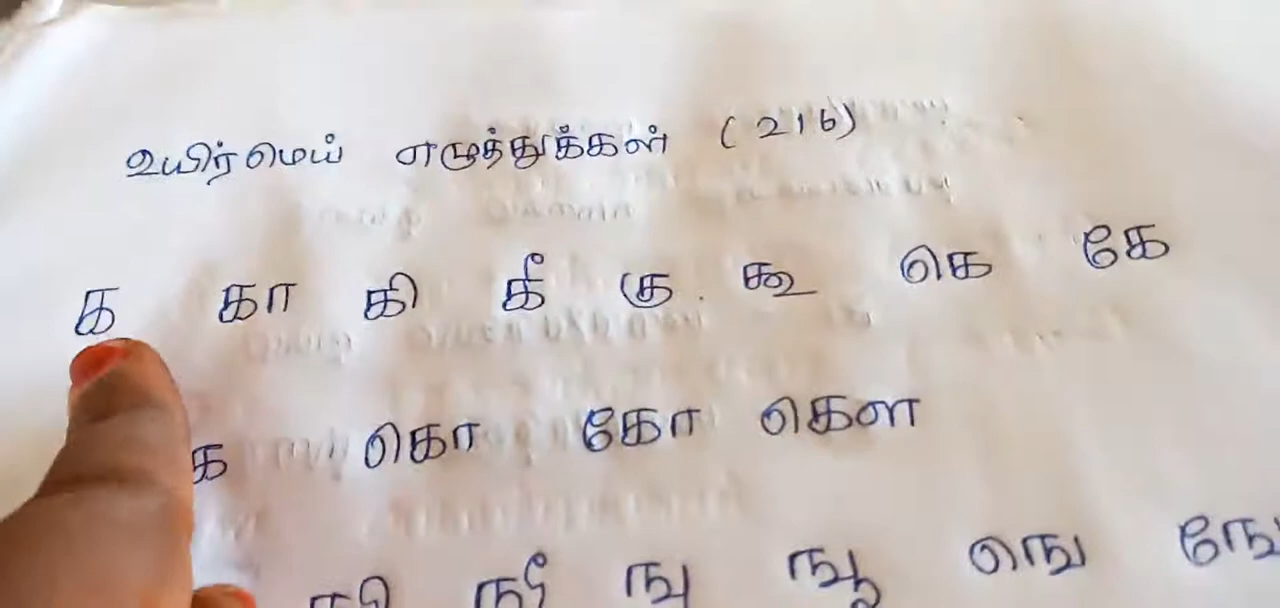 உயிர்மெய் எழுத்துக்கள் (216)
க கா கி கீ கு கூ கெ கே
க கொ கோ கௌ
ஙி ஙீ ஙு ஙூ ஙெ ஙே